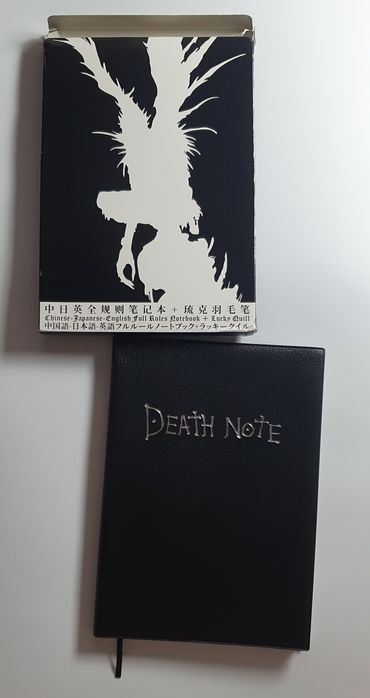 中日英全规则笔记本 + 琉克羽毛笔
Chinese-Japanese-English Full Rules Notebook + Lucky Quill
中国語·日本語·英語フルルールノートブック+ラッキークイル
DEATH NOTE